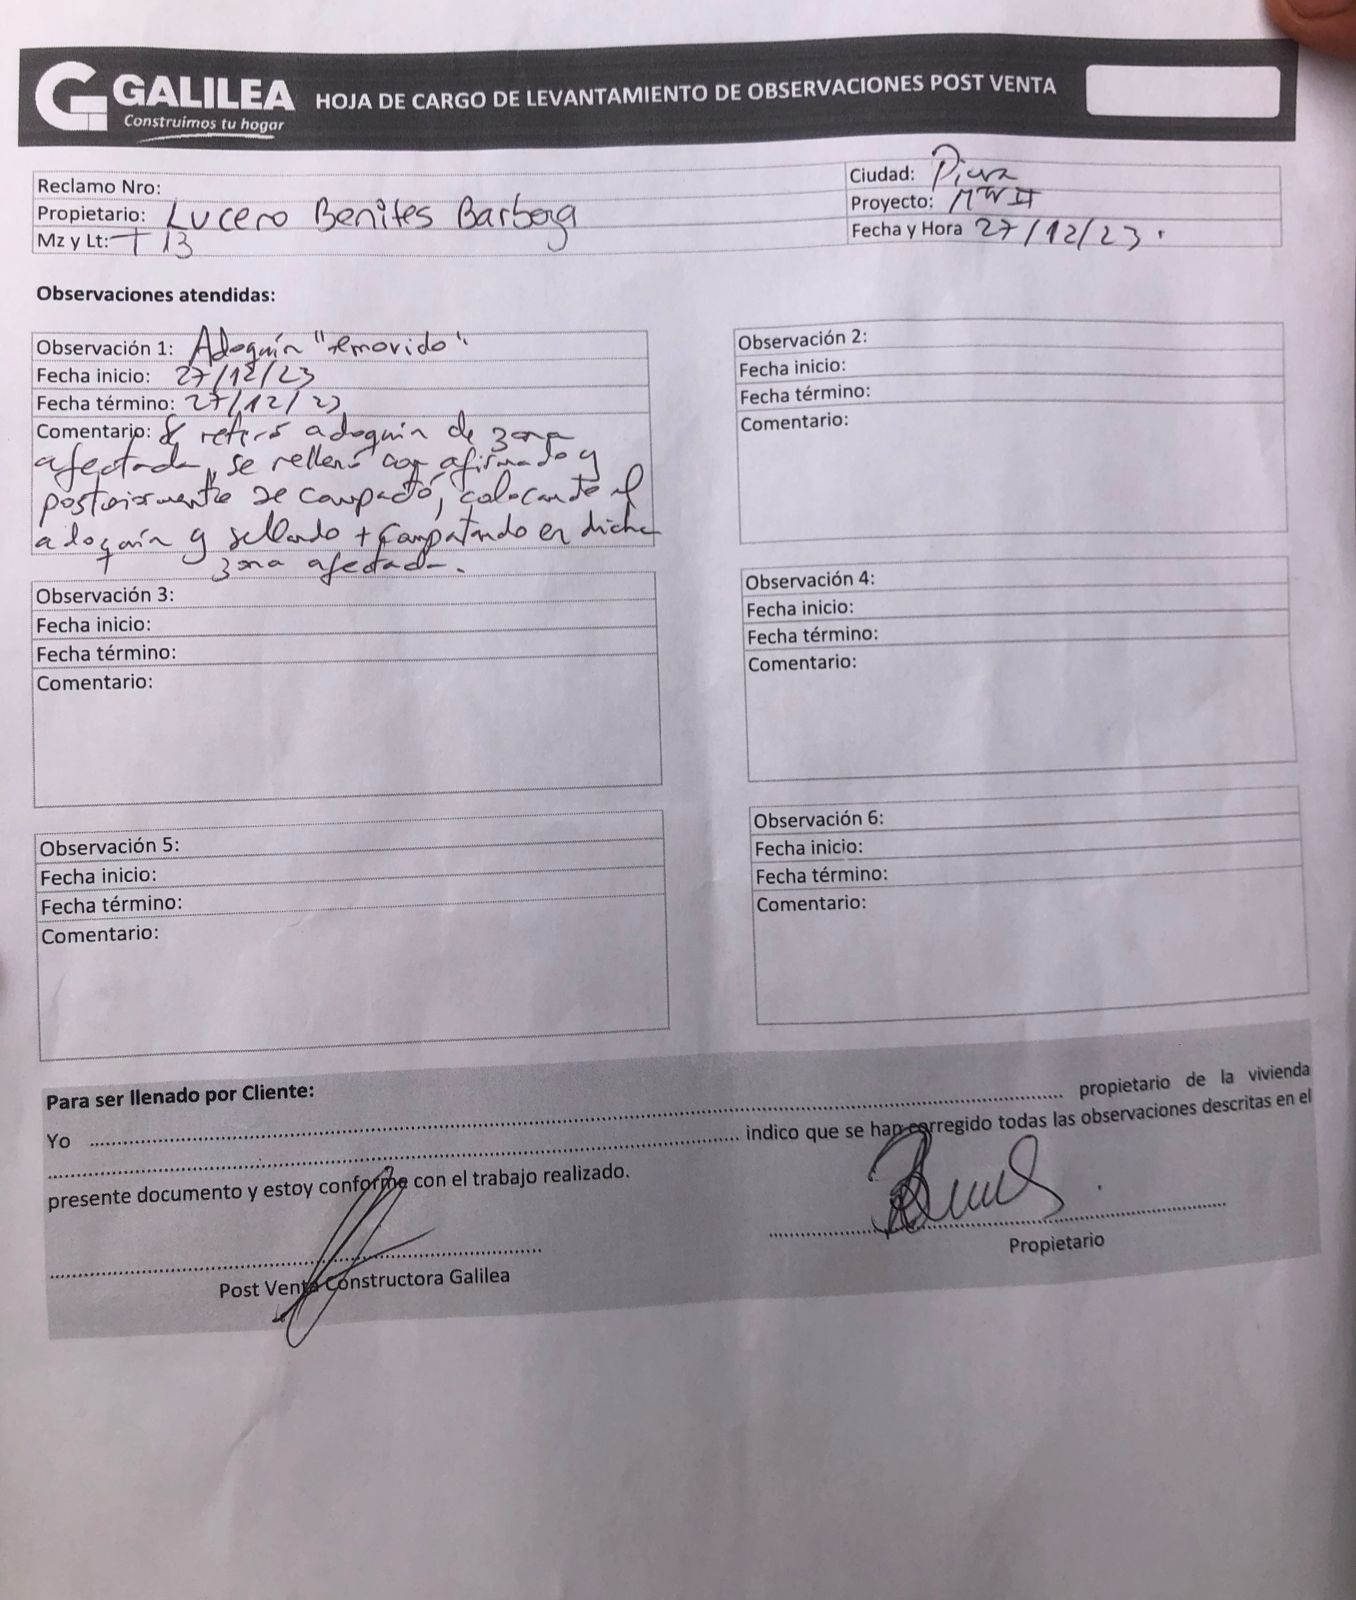 GALILEA
Construimos tu hogar
HOJA DE CARGO DE LEVANTAMIENTO DE OBSERVACIONES POST VENTA
Reclamo Nro:
Propietario: Lucero Benites
Mz y Lt: T 13
Ciudad: Piura
Proyecto:
Fecha y Hora 27/12/23
Observaciones atendidas:
Observación 1: Adoquín "removido"
Fecha inicio: 27/12/23
Fecha término: 27/12/23
Comentario: Se retiró adoquín de zona
afectada, se rellenó con afirmado y
posteriormente se compactó, colocando el
adoquín y sellando + compatando en dicha
zona afectada.
Observación 2:
Fecha inicio:
Fecha término:
Comentario:
Observación 3:
Fecha inicio:
Fecha término:
Comentario:
Observación 4:
Fecha inicio:
Fecha término:
Comentario:
Observación 5:
Fecha inicio:
Fecha término:
Comentario:
Observación 6:
Fecha inicio:
Fecha término:
Comentario:
Para ser llenado por Cliente:
Yo ........ propietario de la vivienda
........ indico que se han corregido todas las observaciones descritas en el
presente documento y estoy conforme con el trabajo realizado.
Post Venta Constructora Galilea
Propietario